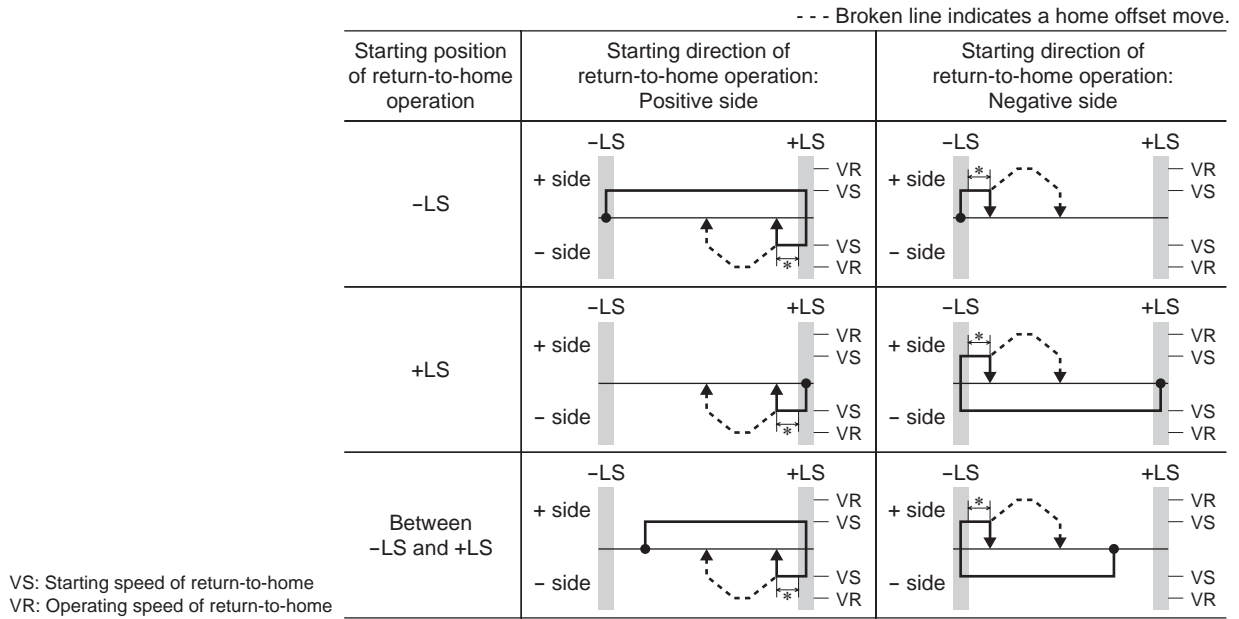 - - - Broken line indicates a home offset move.
Starting position
of return-to-home
operation
Starting direction of
return-to-home operation:
Positive side
Starting direction of
return-to-home operation:
Negative side
−LS
−LS
+LS
+ side
− side
VR
VS
VS
VR
*
−LS
+LS
+ side
− side
VR
VS
VS
VR
*
+LS
−LS
+LS
+ side
− side
VR
VS
VS
VR
*
−LS
+LS
+ side
− side
VR
VS
VS
VR
*
Between
−LS and +LS
−LS
+LS
+ side
− side
VR
VS
VS
VR
*
−LS
+LS
+ side
− side
VR
VS
VS
VR
*
VS: Starting speed of return-to-home
VR: Operating speed of return-to-home